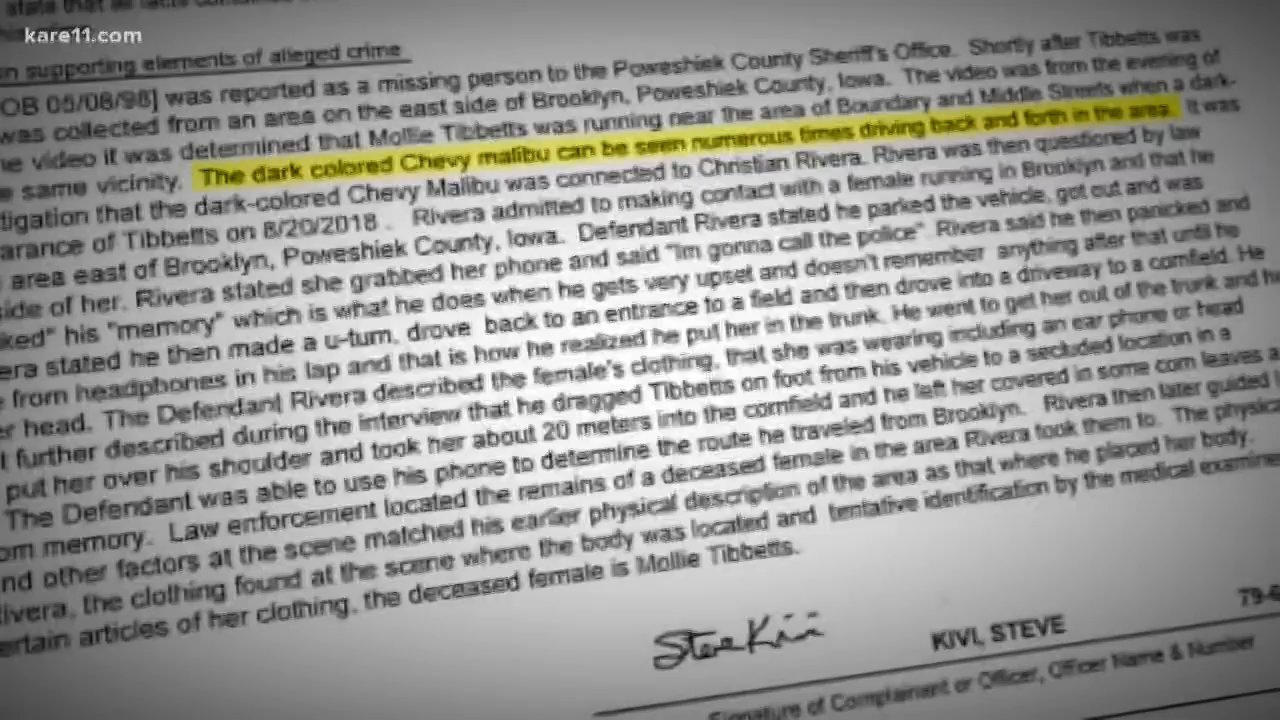 state that
kare11.com
n supporting elements of alleged crime
OB 05/08/98] was reported as a missing person to the Poweshiek County Sheriff's Office. Shortly after Tibbetts was
was collected from an area on the east side of Brooklyn, Poweshiek County, Iowa. The video was from the evening of
e video it was determined that Mollie Tibbetts was running near the area of Boundary and Middle Streets when a dark-
e same vicinity. The dark colored Chevy malibu can be seen numerous times driving back and forth in the area. It was
tigation that the dark-colored Chevy Malibu was connected to Christian Rivera. Rivera was then questioned by law
arance of Tibbetts on 8/20/2018 . Rivera admitted to making contact with a female running in Brooklyn and that he
area east of Brooklyn, Poweshiek County, Iowa. Defendant Rivera stated he parked the vehicle, got out and was
side of her. Rivera stated she grabbed her phone and said "Im gonna call the police" Rivera said he then panicked and
ked" his "memory" which is what he does when he gets very upset and doesn't remember anything after that until he
era stated he then made a u-turn, drove back to an entrance to a field and then drove into a driveway to a cornfield. He
e from headphones in his lap and that is how he realized he put her in the trunk. He went to get her out of the trunk and he
er head. The Defendant Rivera described the female's clothing, that she was wearing including an ear phone or head
t further described during the interview that he dragged Tibbetts on foot from his vehicle to a secluded location in a
put her over his shoulder and took her about 20 meters into the cornfield and he left her covered in some corn leaves a
The Defendant was able to use his phone to determine the route he traveled from Brooklyn. Rivera then later guided l
om memory. Law enforcement located the remains of a deceased female in the area Rivera took them to. The physica
nd other factors at the scene matched his earlier physical description of the area as that where he placed her body.
Rivera, the clothing found at the scene where the body was located and tentative identification by the medical examine
ertain articles of her clothing, the deceased female is Mollie Tibbetts.
Steve Kivi
KIVI, STEVE
79-
Signature of Complainant or Officer, Officer Name & Number